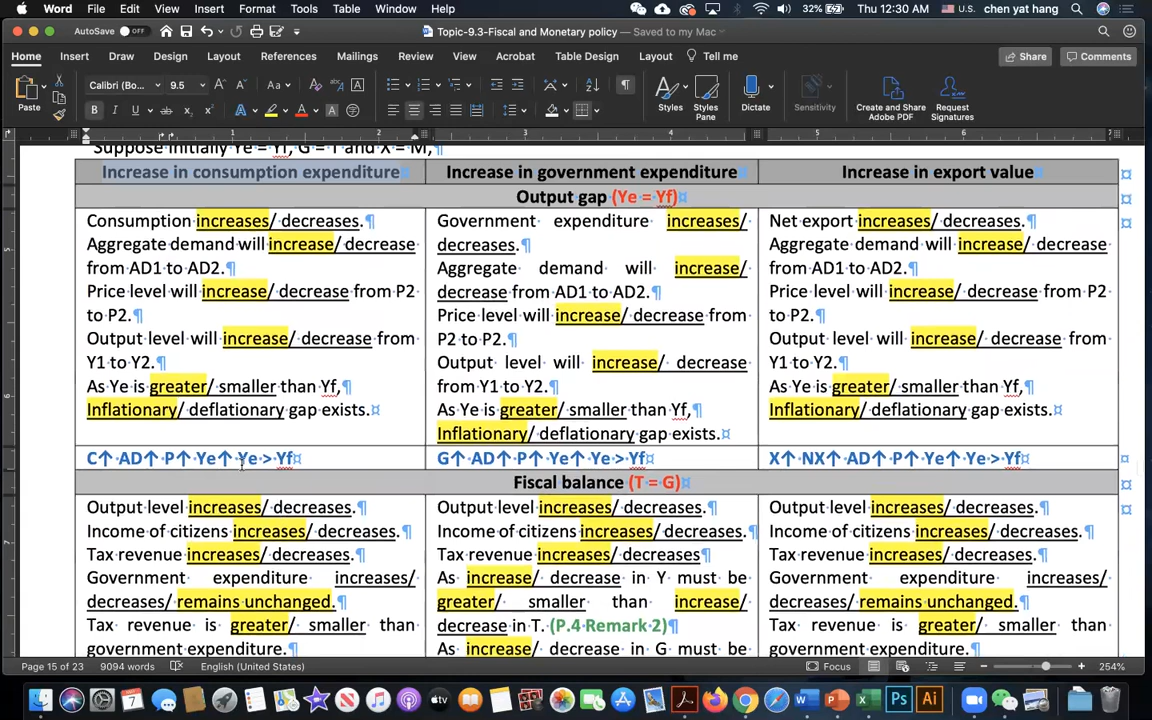 Word File Edit View Insert Format Tools Table Window Help 32% Thu 12:30 AM U.S. chen yat hang
AutoSave OFF Topic-9.3-Fiscal and Monetary policy — Saved to my Mac
Home Insert Draw Design Layout References Mailings Review View Acrobat Table Design Layout Tell me Share Comments
Paste Calibri (Bo... 9.5 Styles Styles Pane Dictate Sensitivity Create and Share Adobe PDF Request Signatures
Suppose initially Ye = Yf, G = T and X = M,
Increase in consumption expenditure
Increase in government expenditure
Increase in export value
Output gap (Ye = Yf)
Consumption increases/ decreases.
Aggregate demand will increase/ decrease
from AD1 to AD2.
Price level will increase/ decrease from P2
to P2.
Output level will increase/ decrease from
Y1 to Y2.
As Ye is greater/ smaller than Yf,
Inflationary/ deflationary gap exists.
Government expenditure increases/
decreases.
Aggregate demand will increase/
decrease from AD1 to AD2.
Price level will increase/ decrease from
P2 to P2.
Output level will increase/ decrease
from Y1 to Y2.
As Ye is greater/ smaller than Yf,
Inflationary/ deflationary gap exists.
Net export increases/ decreases.
Aggregate demand will increase/ decrease
from AD1 to AD2.
Price level will increase/ decrease from P2
to P2.
Output level will increase/ decrease from
Y1 to Y2.
As Ye is greater/ smaller than Yf,
Inflationary/ deflationary gap exists.
C↑ AD↑ P↑ Ye↑ Ye > Yf
G↑ AD↑ P↑ Ye↑ Ye > Yf
X↑ NX↑ AD↑ P↑ Ye↑ Ye > Yf
Fiscal balance (T = G)
Output level increases/ decreases.
Income of citizens increases/ decreases.
Tax revenue increases/ decreases.
Government expenditure increases/
decreases/ remains unchanged.
Tax revenue is greater/ smaller than
government expenditure.
Output level increases/ decreases.
Income of citizens increases/ decreases.
Tax revenue increases/ decreases
As increase/ decrease in Y must be
greater/ smaller than increase/
decrease in T. (P.4 Remark 2)
As increase/ decrease in G must be
Output level increases/ decreases.
Income of citizens increases/ decreases.
Tax revenue increases/ decreases.
Government expenditure increases/
decreases/ remains unchanged.
Tax revenue is greater/ smaller than
government expenditure.
Page 15 of 23 9094 words English (United States) Focus 254%